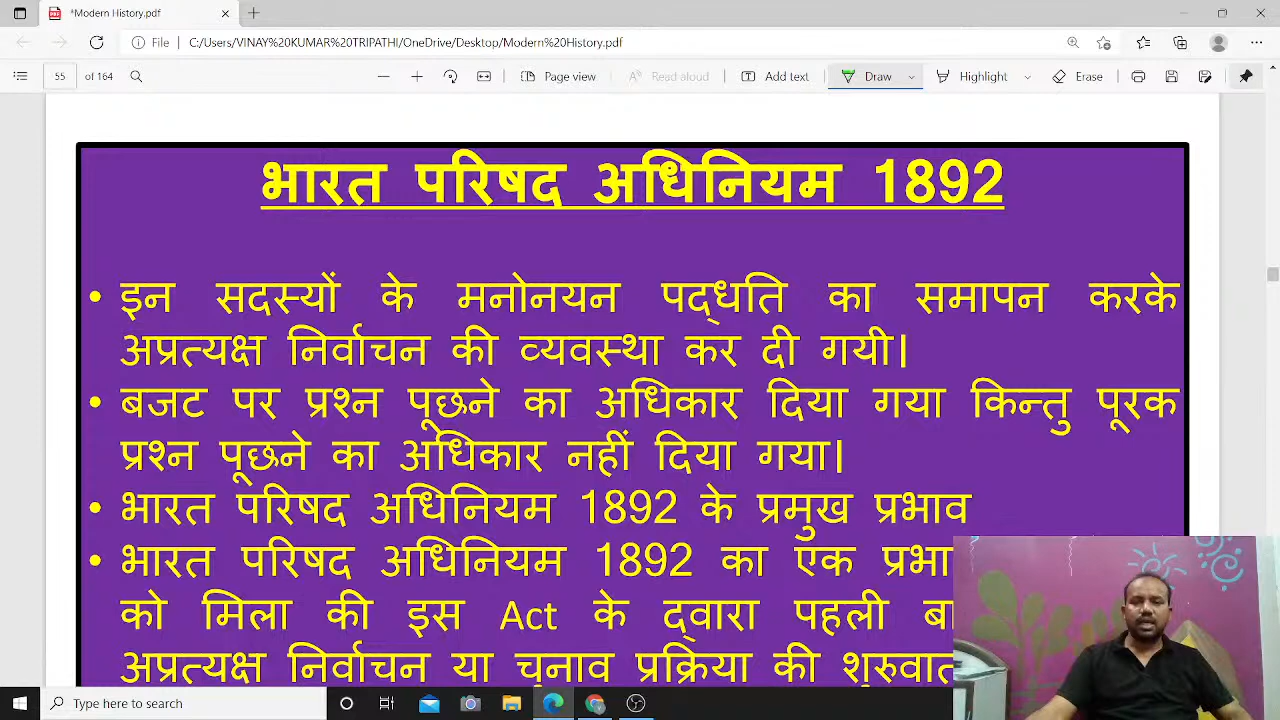 *Modern History.pdf
File C:/Users/VINAY%20KUMAR%20TRIPATHI/OneDrive/Desktop/Modern%20History.pdf
55 of 164 Page view Read aloud Add text Draw Highlight Erase
भारत परिषद अधिनियम 1892
• इन सदस्यों के मनोनयन पद्धति का समापन करके
अप्रत्यक्ष निर्वाचन की व्यवस्था कर दी गयी।
• बजट पर प्रश्न पूछने का अधिकार दिया गया किन्तु पूरक
प्रश्न पूछने का अधिकार नहीं दिया गया।
• भारत परिषद अधिनियम 1892 के प्रमुख प्रभाव
• भारत परिषद अधिनियम 1892 का एक
को मिला की इस Act के द्वारा पहली
अप्रत्यक्ष निर्वाचन या चुनाव प्रक्रिया की
Type here to search